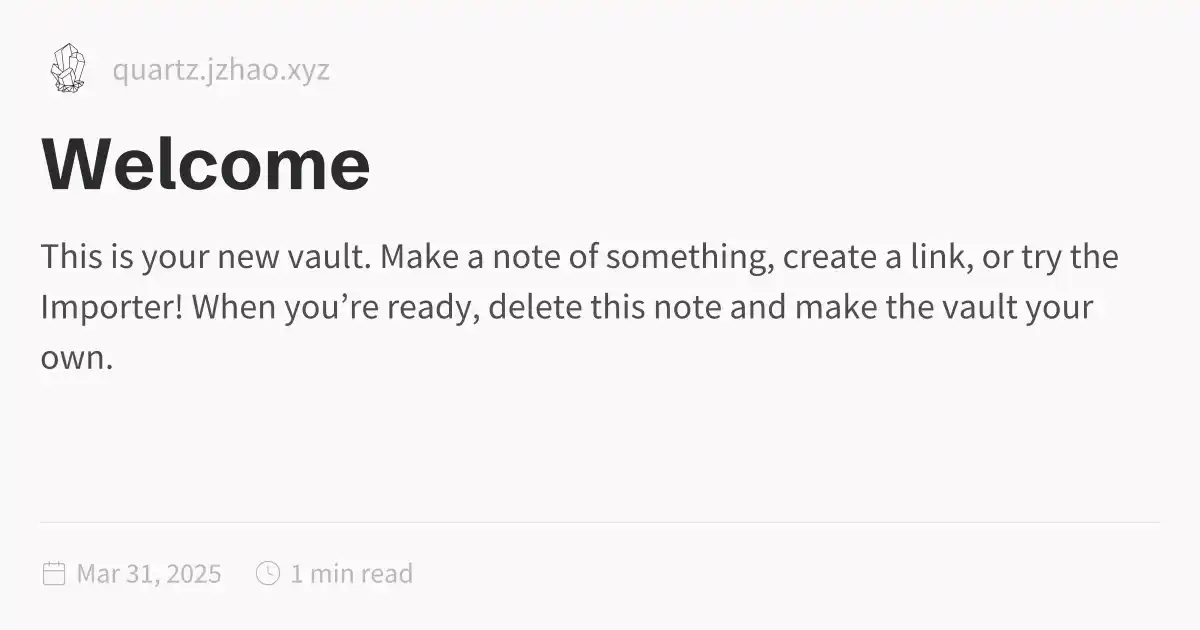 quartz.jzhao.xyz
Welcome
This is your new vault. Make a note of something, create a link, or try the
Importer! When you’re ready, delete this note and make the vault your
own.
Mar 31, 2025 1 min read